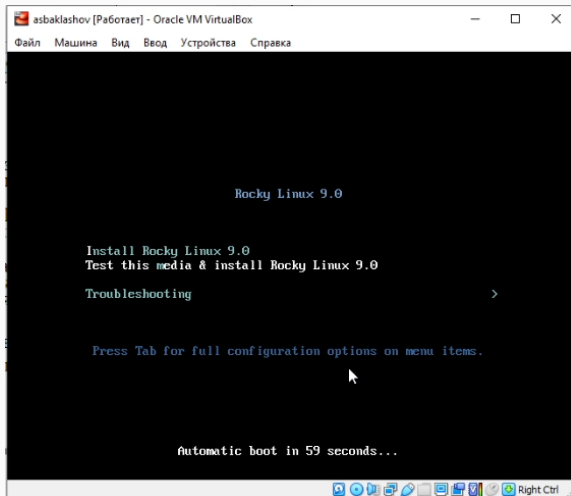 asbaklashov [Работает] - Oracle VM VirtualBox
Файл Машина Вид Ввод Устройства Справка
Rocky Linux 9.0
Install Rocky Linux 9.0
Test this media & install Rocky Linux 9.0
Troubleshooting >
Press Tab for full configuration options on menu items.
Automatic boot in 59 seconds...
Right Ctrl